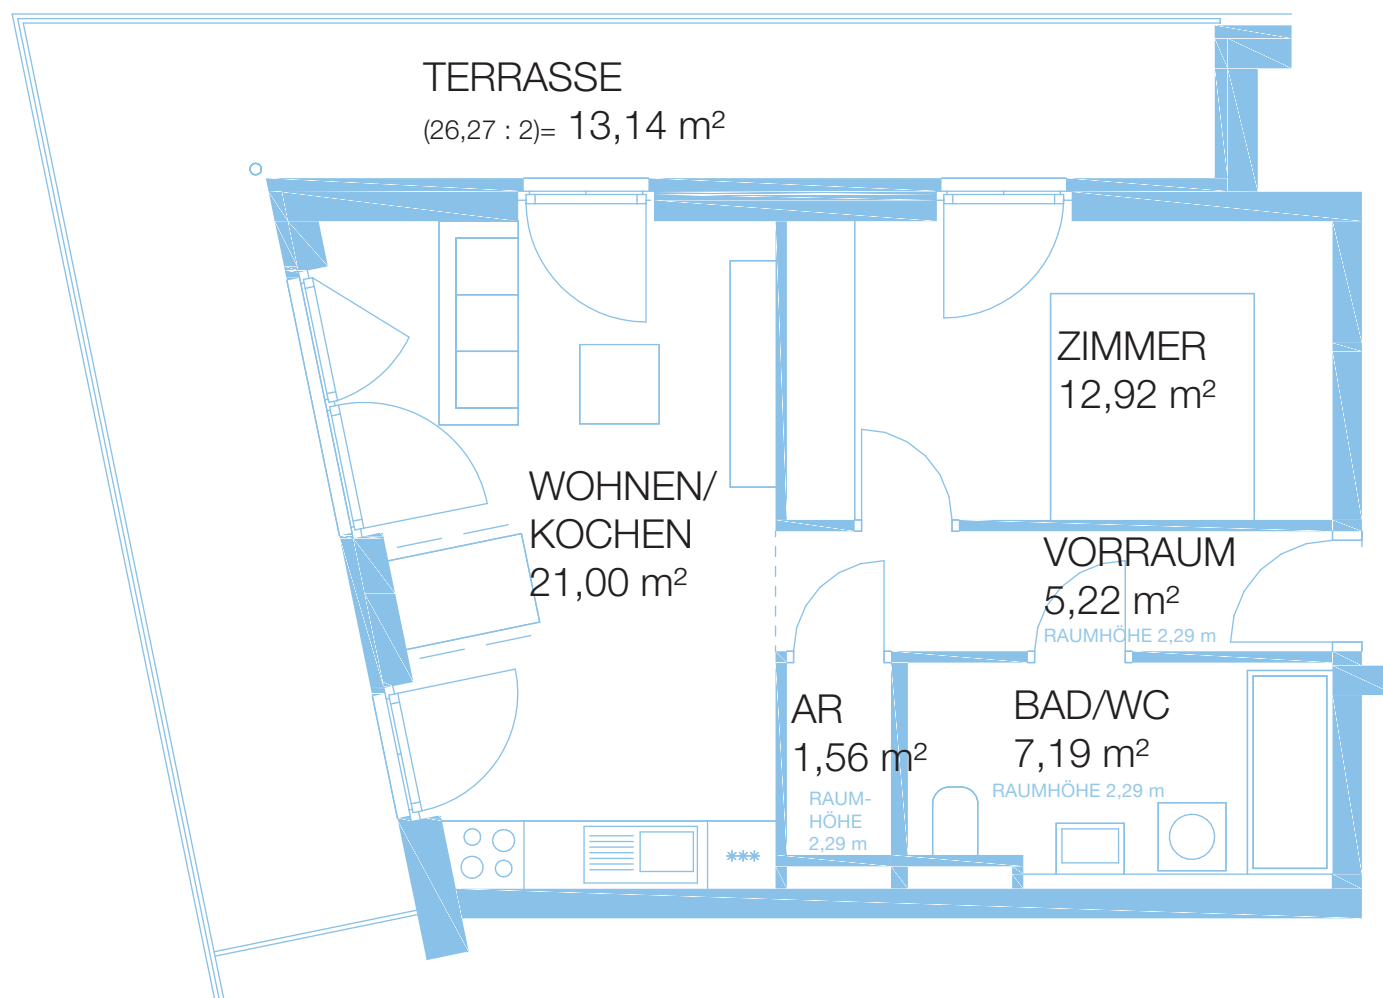 TERRASSE
(26,27 : 2)= 13,14 m²
ZIMMER
12,92 m²
WOHNEN/
KOCHEN
21,00 m²
VORRAUM
5,22 m²
RAUMHÖHE 2,29 m
AR
1,56 m²
RAUM-
HÖHE
2,29 m
BAD/WC
7,19 m²
RAUMHÖHE 2,29 m